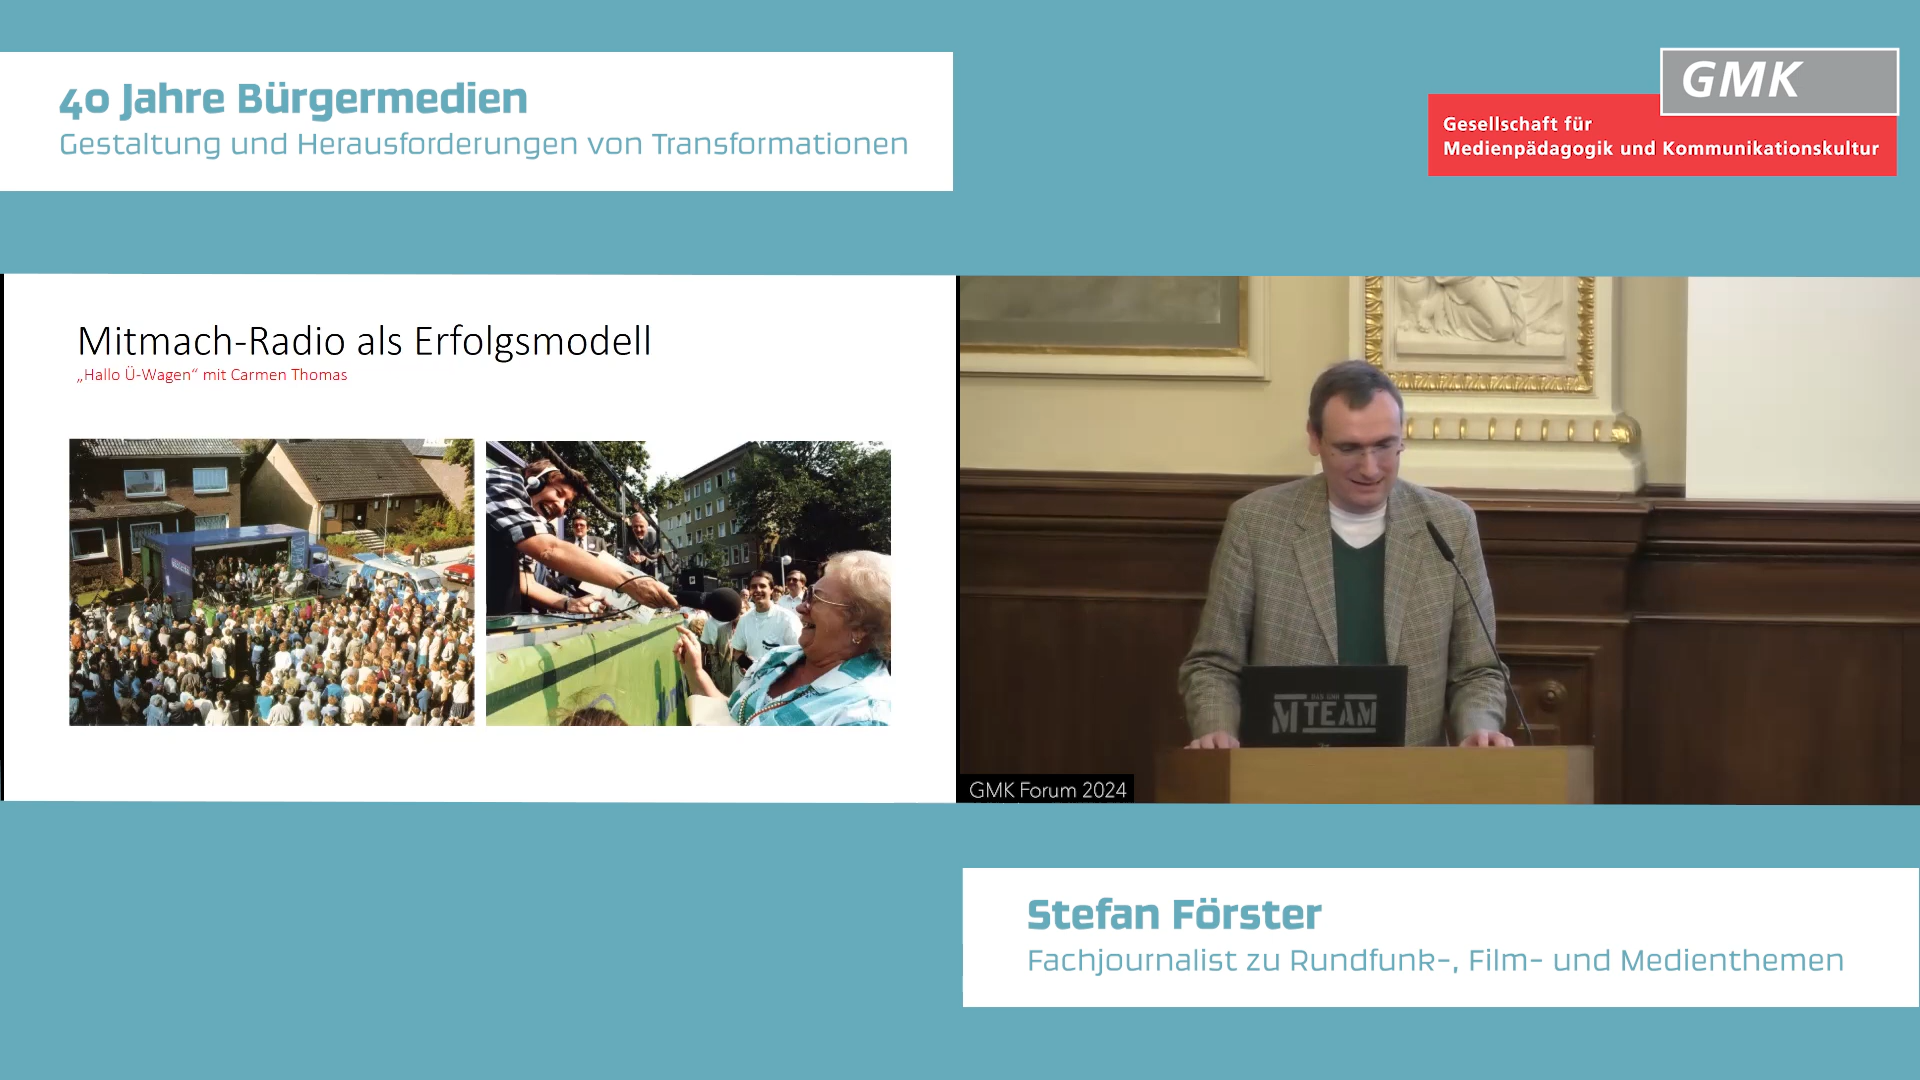 40 Jahre Bürgermedien
Gestaltung und Herausforderungen von Transformationen
GMK
Gesellschaft für
Medienpädagogik und Kommunikationskultur
Mitmach-Radio als Erfolgsmodell
„Hallo Ü-Wagen“ mit Carmen Thomas
M TEAM
GMK Forum 2024
Stefan Förster
Fachjournalist zu Rundfunk-, Film- und Medienthemen